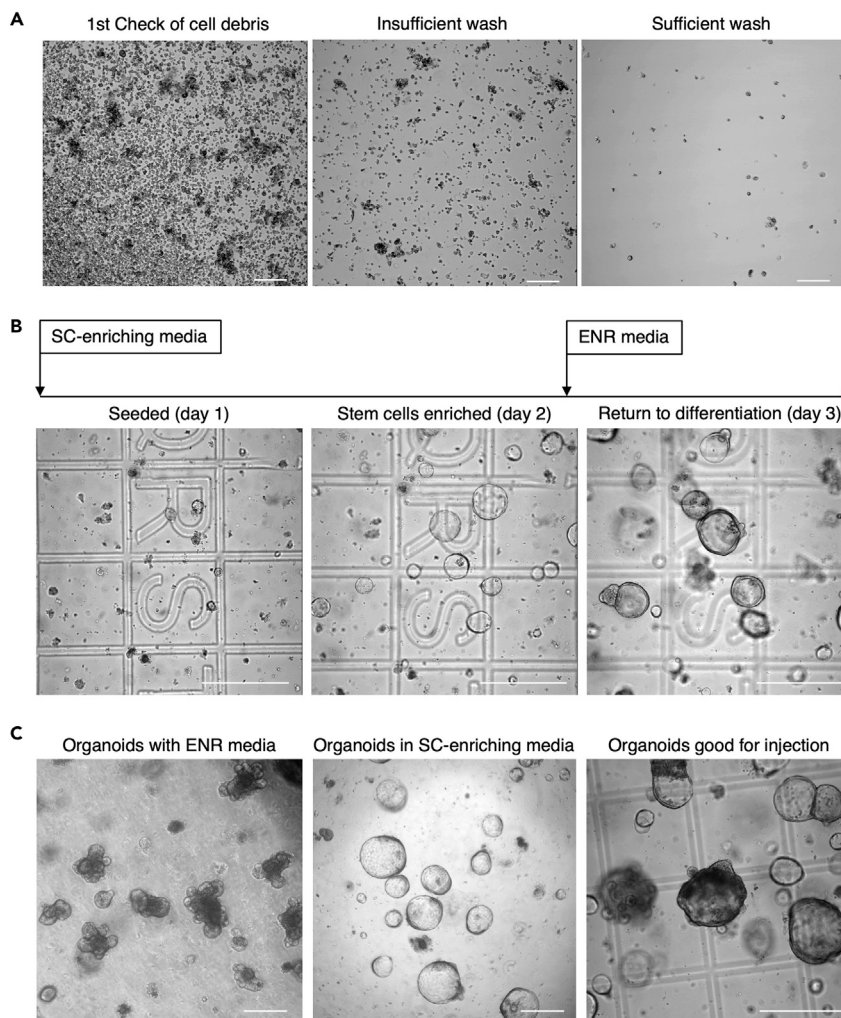 A
1st Check of cell debris
Insufficient wash
Sufficient wash
B
SC-enriching media
ENR media
Seeded (day 1)
Stem cells enriched (day 2)
Return to differentiation (day 3)
R
S
C
Organoids with ENR media
Organoids in SC-enriching media
Organoids good for injection